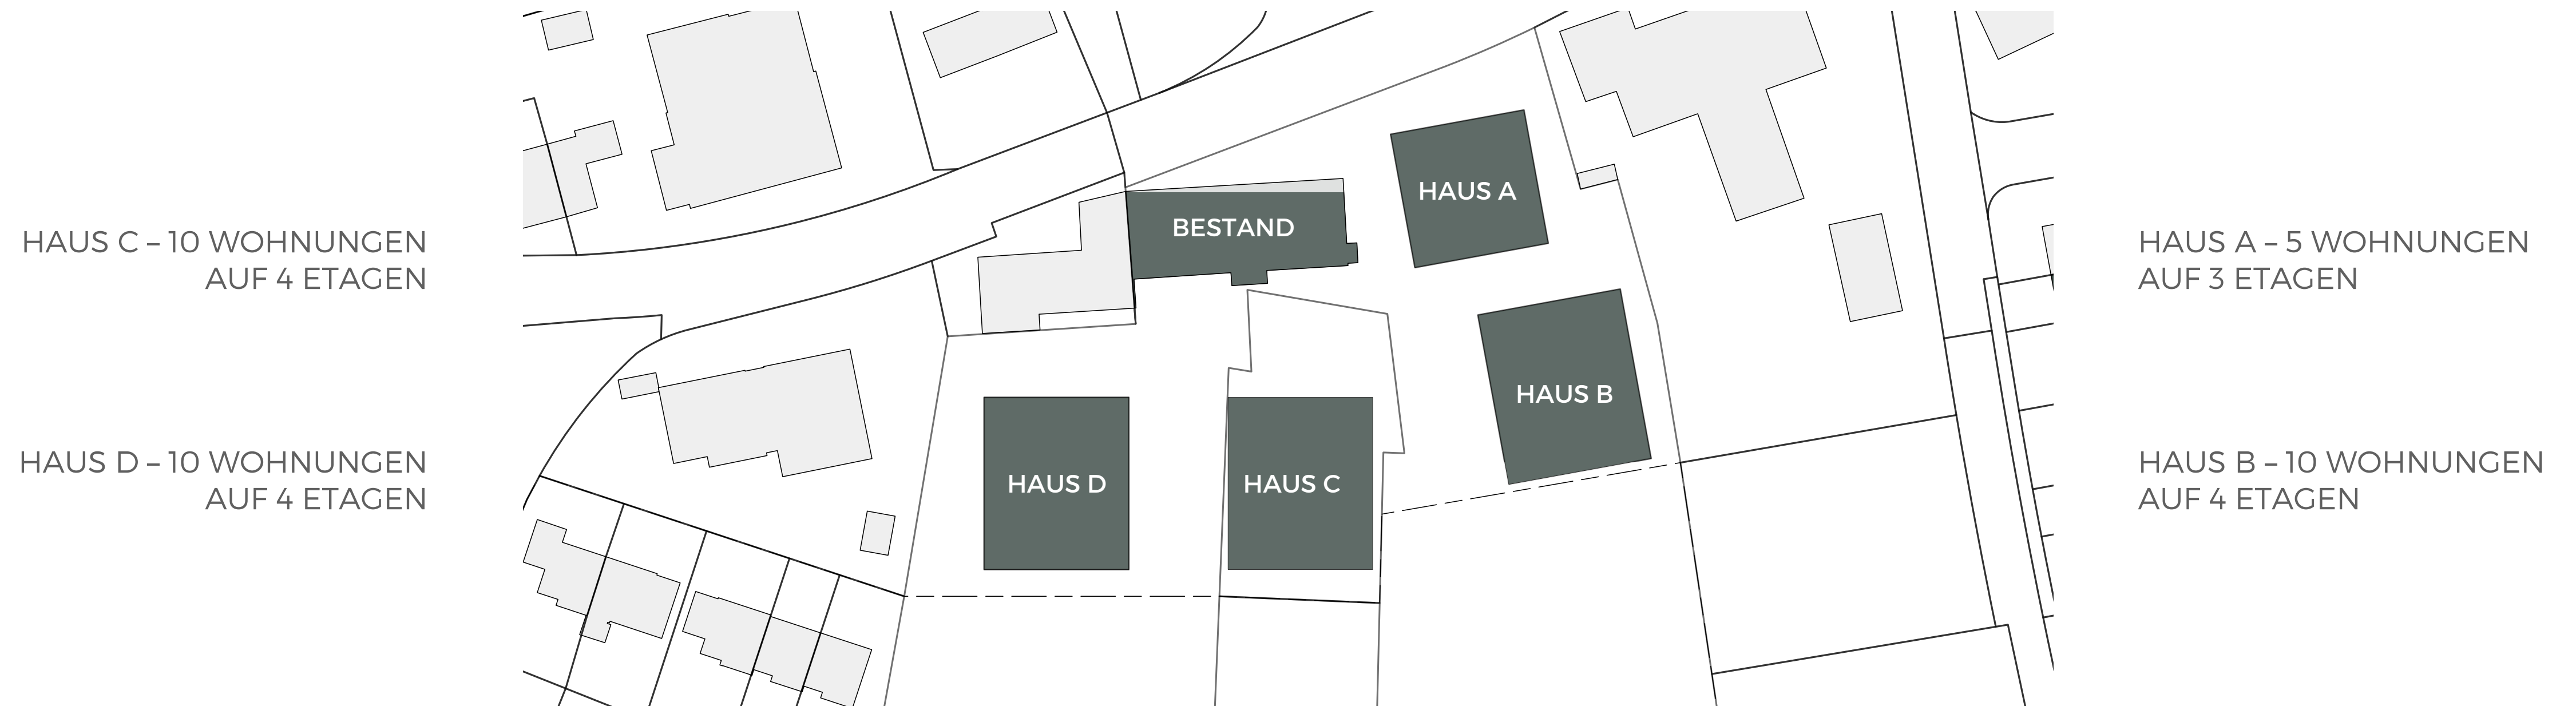 HAUS C – 10 WOHNUNGEN
AUF 4 ETAGEN
HAUS D – 10 WOHNUNGEN
AUF 4 ETAGEN
HAUS A
BESTAND
HAUS B
HAUS D
HAUS C
HAUS A – 5 WOHNUNGEN
AUF 3 ETAGEN
HAUS B – 10 WOHNUNGEN
AUF 4 ETAGEN